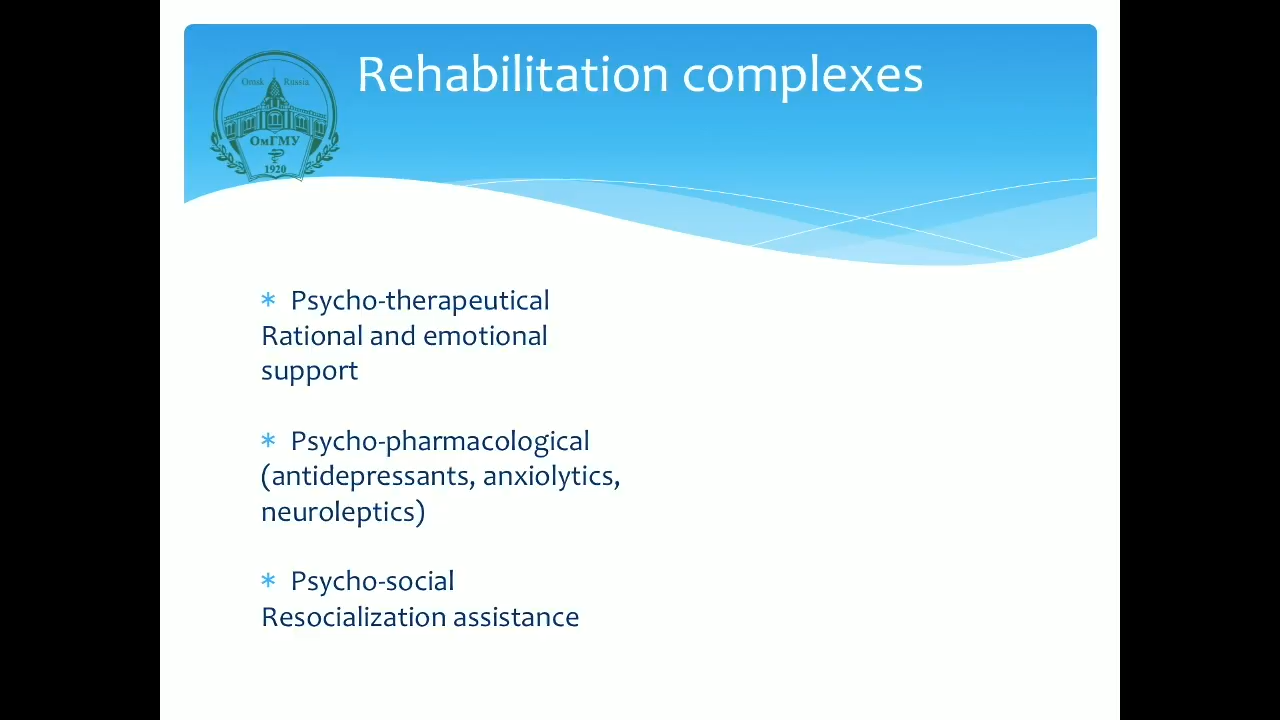 Rehabilitation complexes
Omsk Russia
ОмГМУ
1920
* Psycho-therapeutical
Rational and emotional
support
* Psycho-pharmacological
(antidepressants, anxiolytics,
neuroleptics)
* Psycho-social
Resocialization assistance